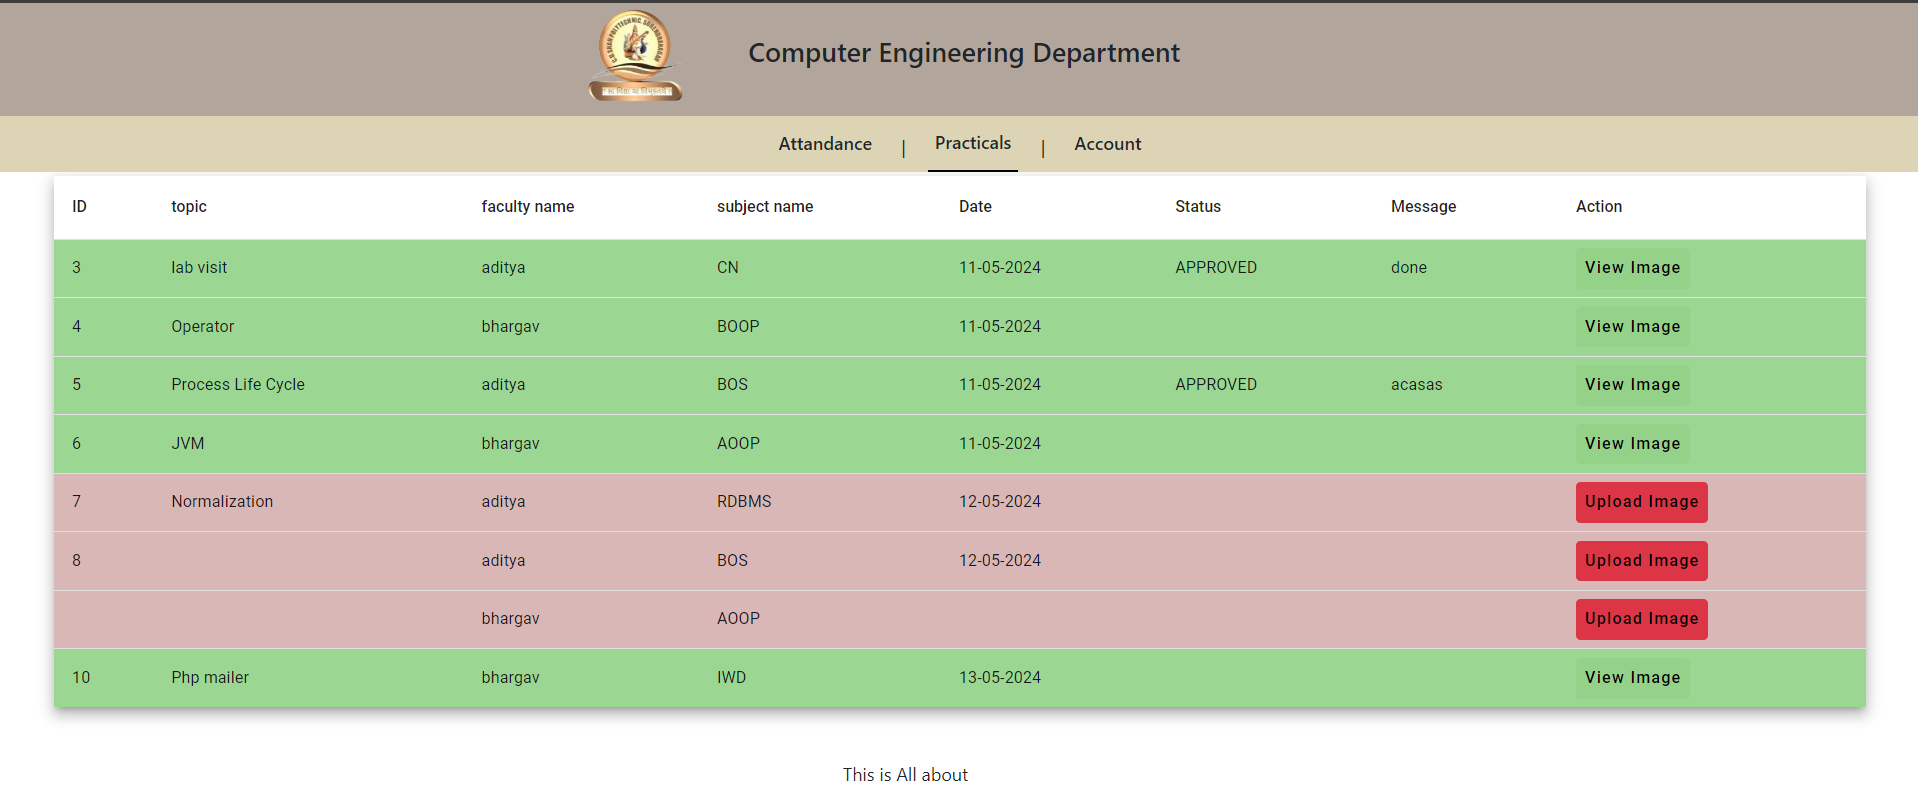 Computer Engineering Department
Attandance | Practicals | Account
ID topic faculty name subject name Date Status Message Action
3 lab visit aditya CN 11-05-2024 APPROVED done View Image
4 Operator bhargav BOOP 11-05-2024 View Image
5 Process Life Cycle aditya BOS 11-05-2024 APPROVED acasas View Image
6 JVM bhargav AOOP 11-05-2024 View Image
7 Normalization aditya RDBMS 12-05-2024 Upload Image
8 aditya BOS 12-05-2024 Upload Image
bhargav AOOP Upload Image
10 Php mailer bhargav IWD 13-05-2024 View Image
This is All about